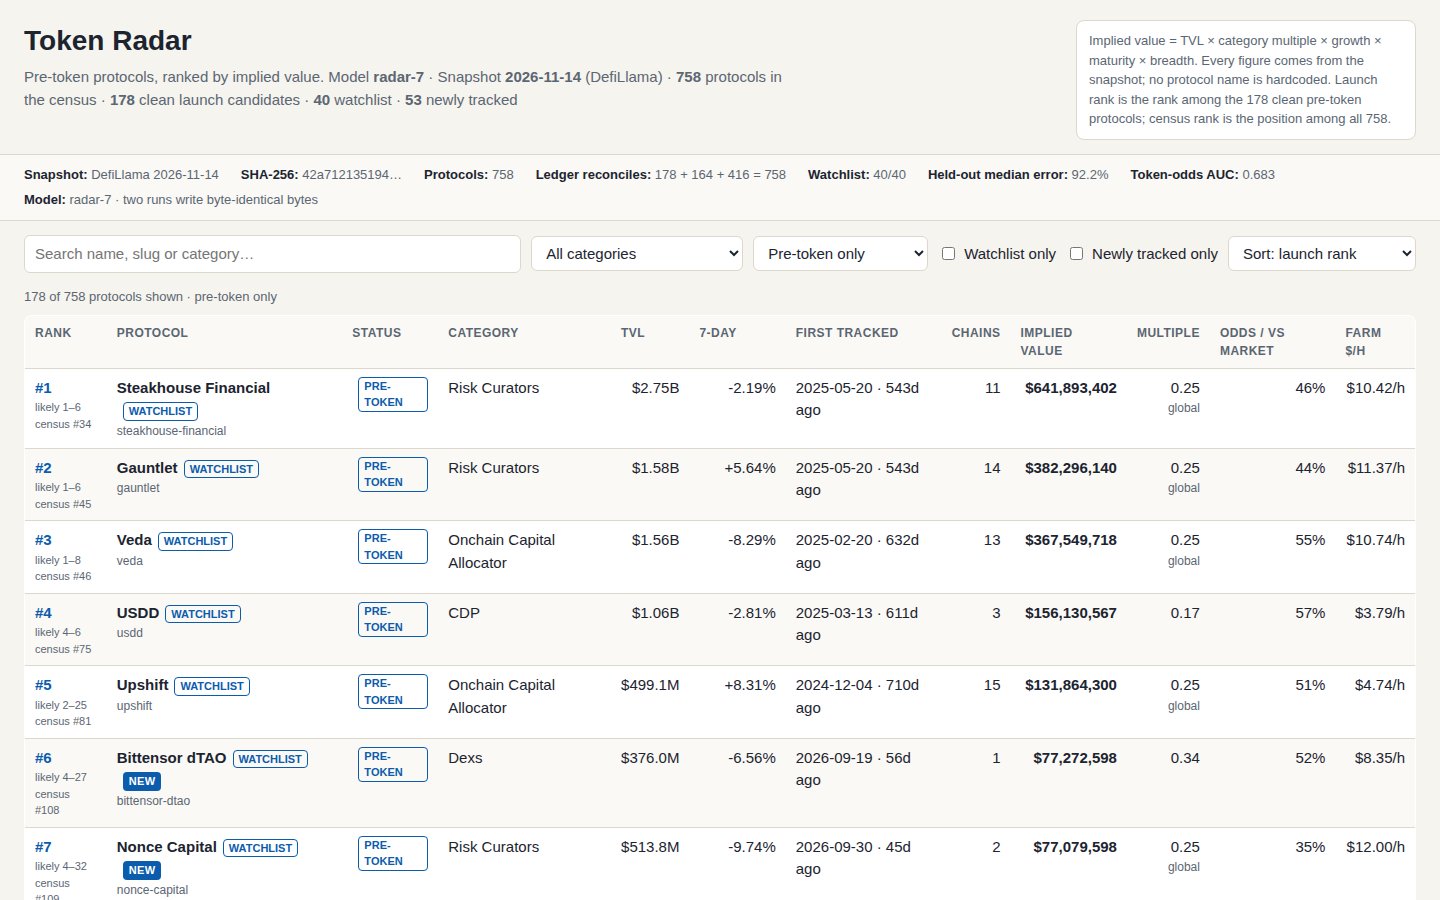 Token Radar
Pre-token protocols, ranked by implied value. Model radar-7 · Snapshot 2026-11-14 (DefiLlama) · 758 protocols in
the census · 178 clean launch candidates · 40 watchlist · 53 newly tracked
Implied value = TVL × category multiple × growth ×
maturity × breadth. Every figure comes from the
snapshot; no protocol name is hardcoded. Launch
rank is the rank among the 178 clean pre-token
protocols; census rank is the position among all 758.
Snapshot: DefiLlama 2026-11-14 SHA-256: 42a712135194… Protocols: 758 Ledger reconciles: 178 + 164 + 416 = 758 Watchlist: 40/40 Held-out median error: 92.2% Token-odds AUC: 0.683
Model: radar-7 · two runs write byte-identical bytes
Search name, slug or category… All categories Pre-token only Watchlist only Newly tracked only Sort: launch rank
178 of 758 protocols shown · pre-token only
RANK PROTOCOL STATUS CATEGORY TVL 7-DAY FIRST TRACKED CHAINS IMPLIED MULTIPLE ODDS / VS FARM
VALUE MARKET $/H
#1 Steakhouse Financial PRE- Risk Curators $2.75B -2.19% 2025-05-20 · 543d 11 $641,893,402 0.25 46% $10.42/h
likely 1–6 WATCHLIST TOKEN ago global
census #34 steakhouse-financial
#2 Gauntlet WATCHLIST PRE- Risk Curators $1.58B +5.64% 2025-05-20 · 543d 14 $382,296,140 0.25 44% $11.37/h
likely 1–6 gauntlet TOKEN ago global
census #45
#3 Veda WATCHLIST PRE- Onchain Capital $1.56B -8.29% 2025-02-20 · 632d 13 $367,549,718 0.25 55% $10.74/h
likely 1–8 veda TOKEN Allocator ago global
census #46
#4 USDD WATCHLIST PRE- CDP $1.06B -2.81% 2025-03-13 · 611d 3 $156,130,567 0.17 57% $3.79/h
likely 4–6 usdd TOKEN ago
census #75
#5 Upshift WATCHLIST PRE- Onchain Capital $499.1M +8.31% 2024-12-04 · 710d 15 $131,864,300 0.25 51% $4.74/h
likely 2–25 upshift TOKEN Allocator ago global
census #81
#6 Bittensor dTAO WATCHLIST PRE- Dexs $376.0M -6.56% 2026-09-19 · 56d 1 $77,272,598 0.34 52% $8.35/h
likely 4–27 NEW TOKEN ago
census bittensor-dtao
#108
#7 Nonce Capital WATCHLIST PRE- Risk Curators $513.8M -9.74% 2026-09-30 · 45d 2 $77,079,598 0.25 35% $12.00/h
likely 4–32 NEW TOKEN ago global
census nonce-capital
#109